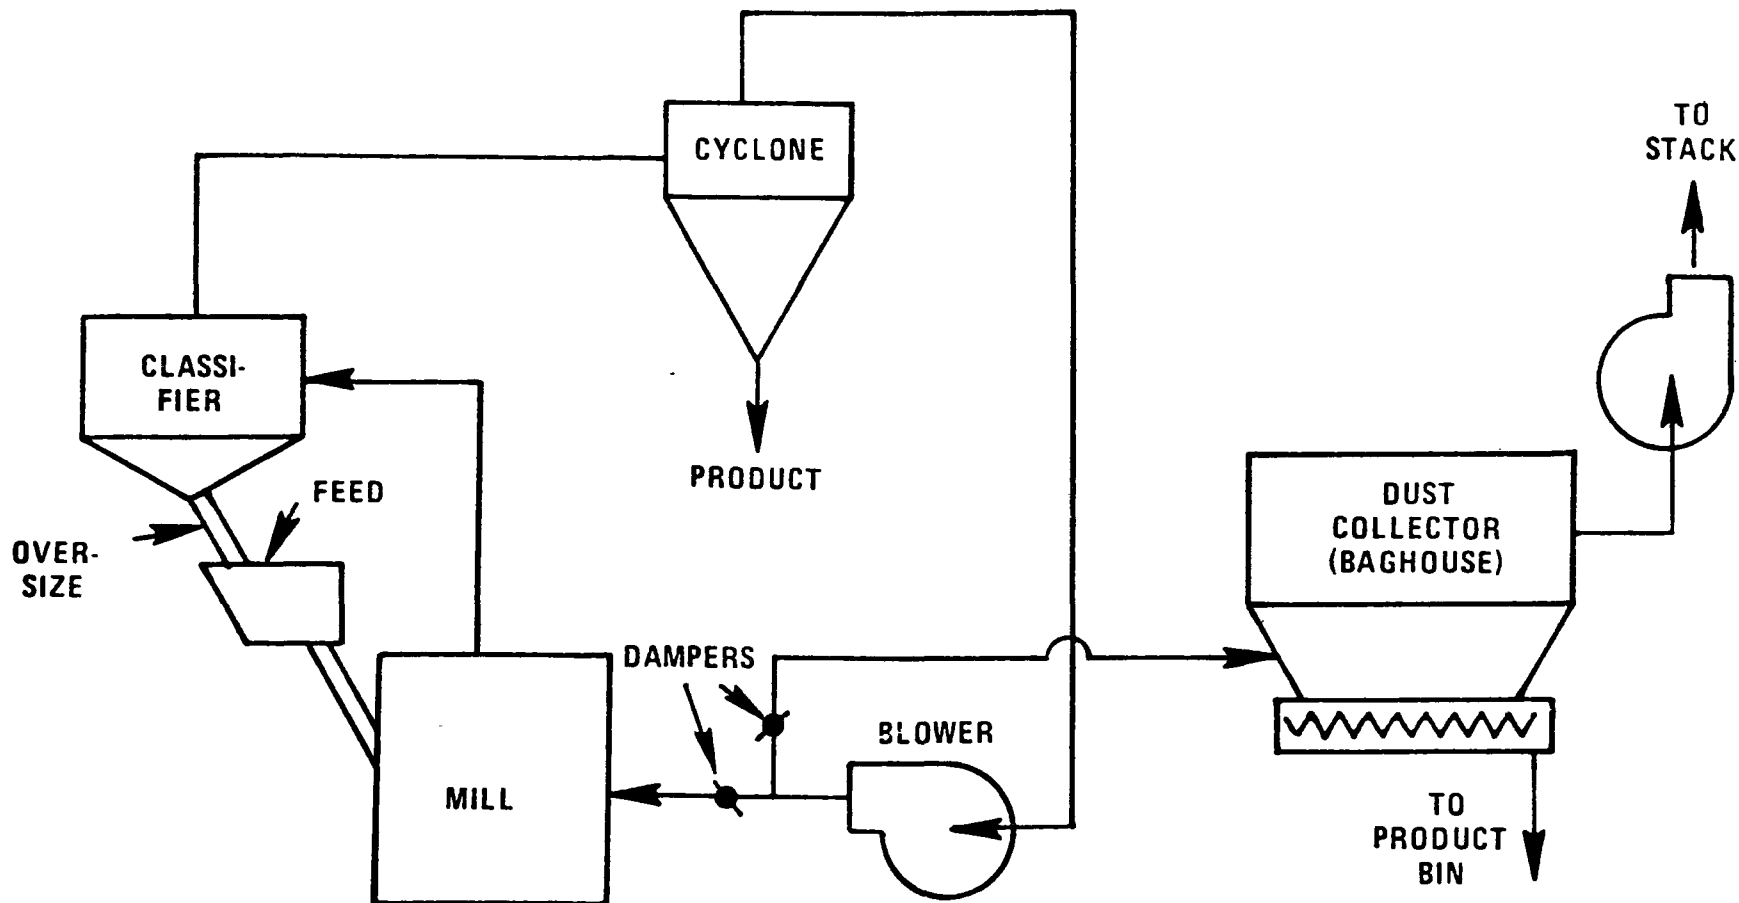 CYCLONE
TO
STACK
CLASSI-
FIER
PRODUCT
FEED
OVER-
SIZE
DUST
COLLECTOR
(BAGHOUSE)
DAMPERS
BLOWER
MILL
TO
PRODUCT
BIN